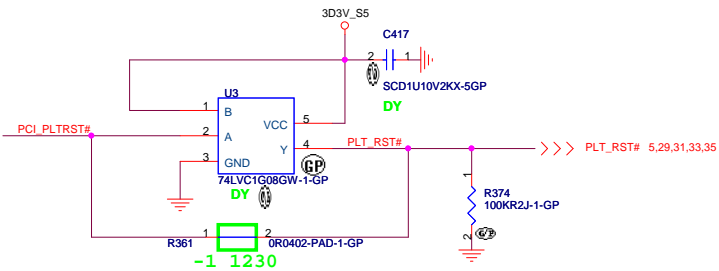 3D3V_S5
C417
2
1
SCD1U10V2KX-5GP
DY
U3
1
B
PCI_PLTRST#
2
A
VCC
5
Y
4
PLT_RST#
PLT_RST# 5,29,31,33,35
3
GND
GP
74LVC1G08GW-1-GP
DY
1
R374
100KR2J-1-GP
2
R361
1
2
0R0402-PAD-1-GP
-1 1230